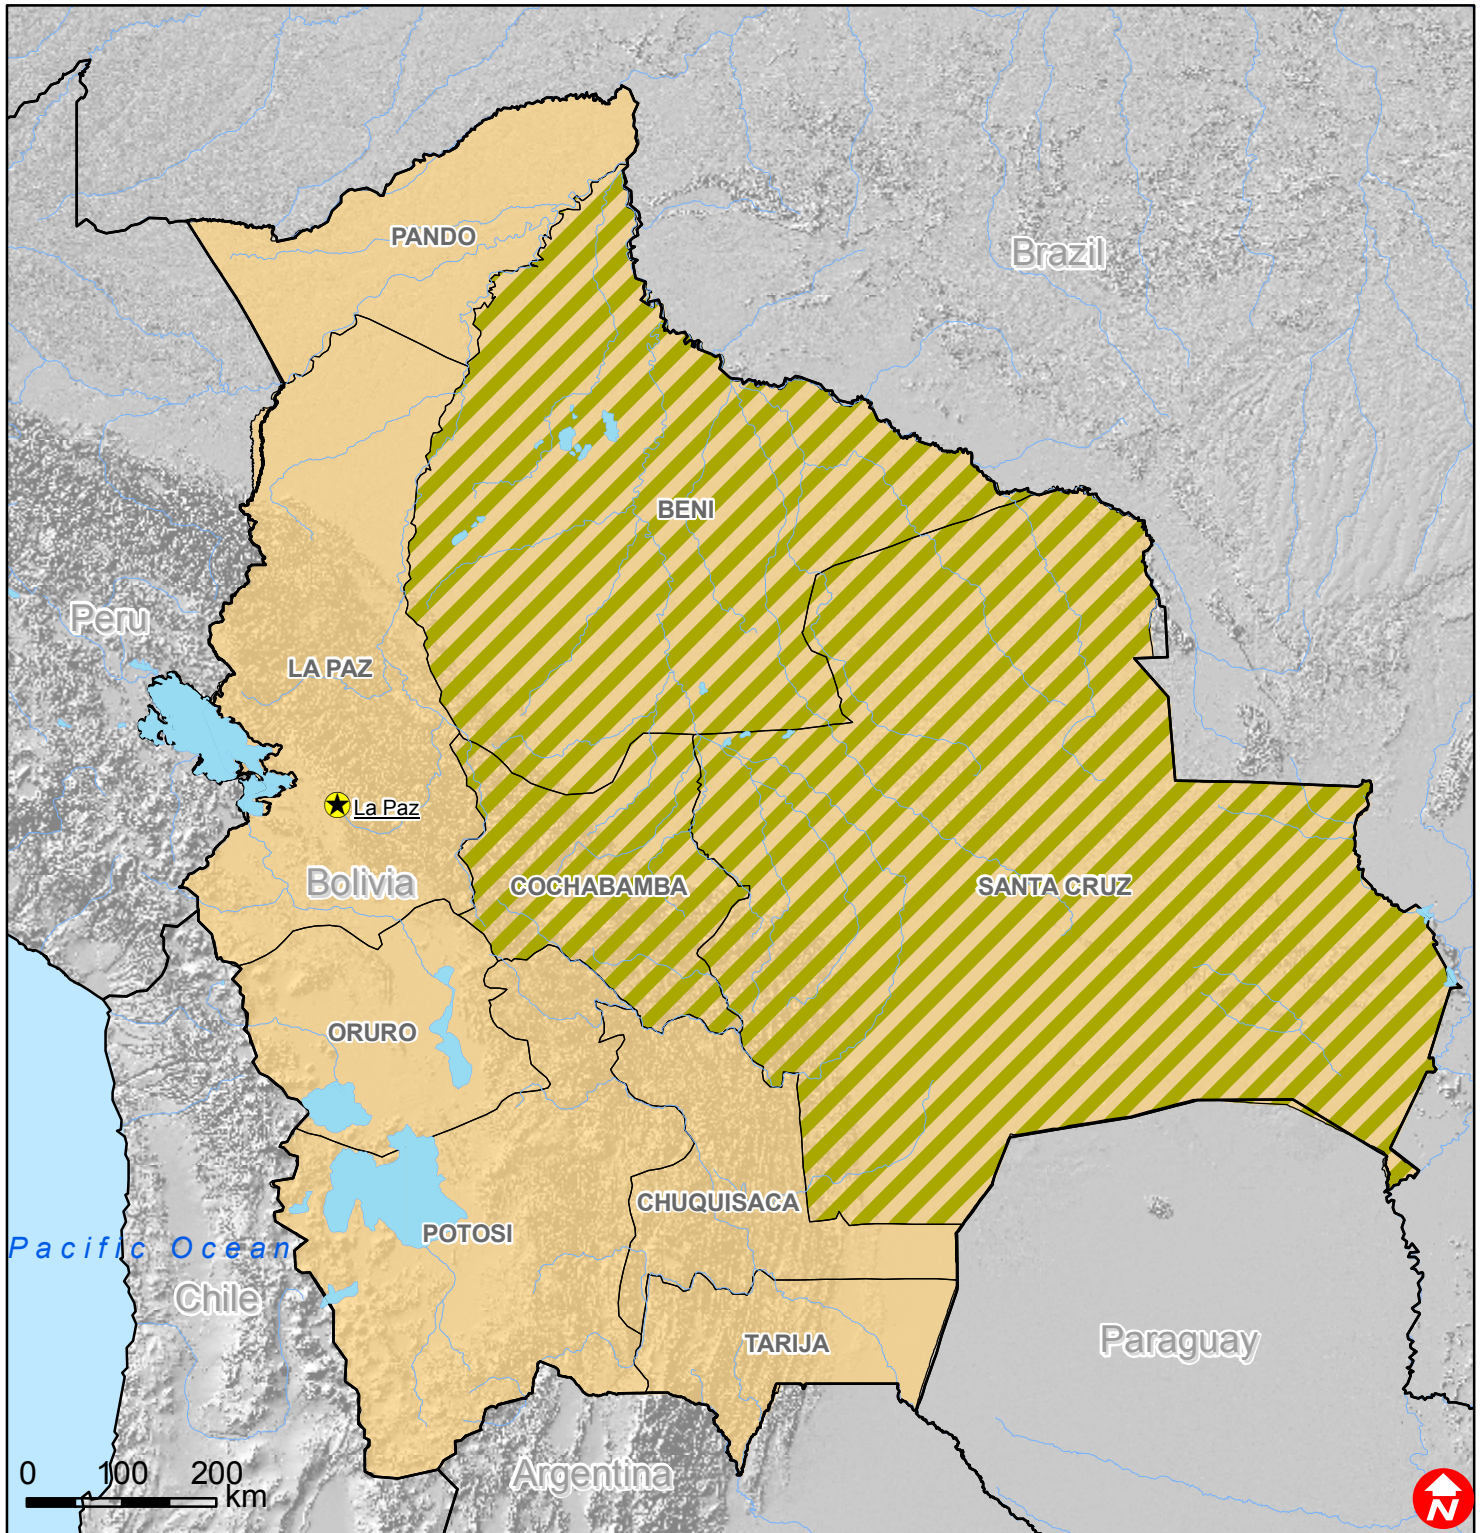 PANDO
Brazil
BENI
Peru
LA PAZ
La Paz
Bolivia
COCHABAMBA
SANTA CRUZ
ORURO
CHUQUISACA
POTOSI
Pacific Ocean
Chile
TARIJA
Paraguay
Argentina
0 100 200
km
N